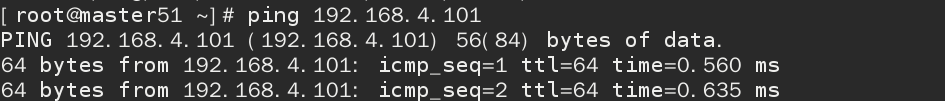 [root@master51 ~]# ping 192.168.4.101
PING 192.168.4.101 (192.168.4.101) 56(84) bytes of data.
64 bytes from 192.168.4.101: icmp_seq=1 ttl=64 time=0.560 ms
64 bytes from 192.168.4.101: icmp_seq=2 ttl=64 time=0.635 ms